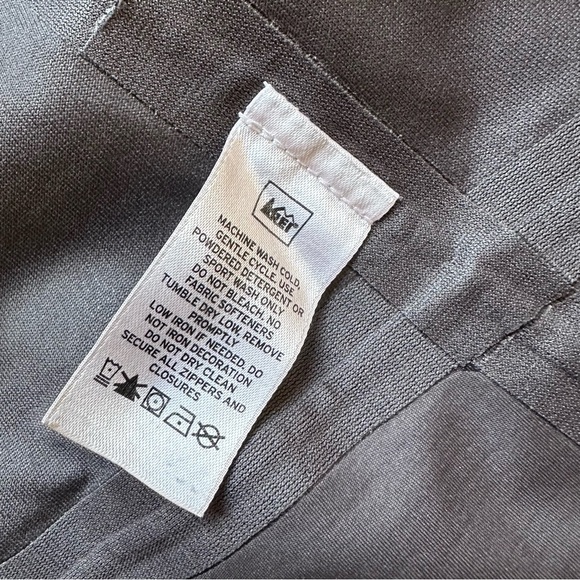 REI
MACHINE WASH COLD,
GENTLE CYCLE. USE
POWDERED DETERGENT OR
SPORT WASH ONLY
DO NOT BLEACH. NO
FABRIC SOFTENERS
TUMBLE DRY LOW, REMOVE
PROMPTLY
LOW IRON IF NEEDED. DO
NOT IRON DECORATION
DO NOT DRY CLEAN
SECURE ALL ZIPPERS AND
CLOSURES